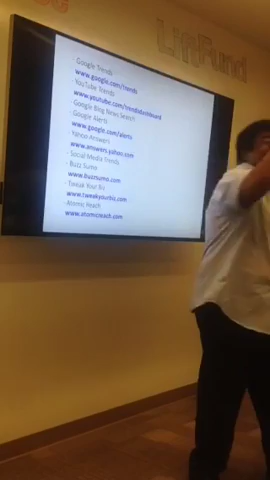 LifFund
- Google Trends
www.google.com/trends
- YouTube Trends
www.youtube.com/trendsdashboard
- Google Blog News Search
- Google Alerts
www.google.com/alerts
- Yahoo Answers
www.answers.yahoo.com
- Social Media Trends
- Buzz Sumo
www.buzzsumo.com
- Tweak Your Biz
www.tweakyourbiz.com
- Atomic Reach
www.atomicreach.com